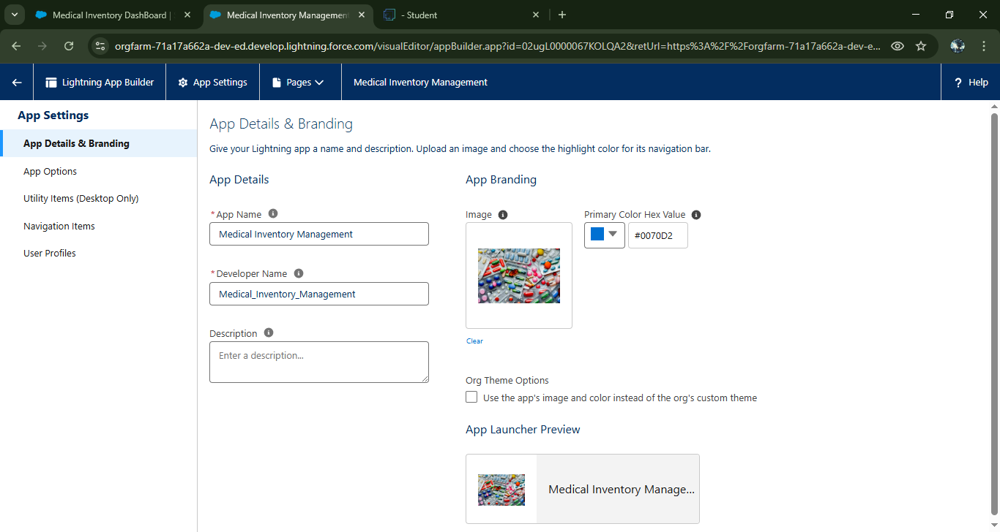 Medical Inventory DashBoard |
Medical Inventory Management
- Student
orgfarm-71a17a662a-dev-ed.develop.lightning.force.com/visualEditor/appBuilder.app?id=02ugL0000067KOLQA2&retUrl=https%3A%2F%2Forgfarm-71a17a662a-dev-e...
Lightning App Builder
App Settings
Pages
Medical Inventory Management
? Help
App Settings
App Details & Branding
App Options
Utility Items (Desktop Only)
Navigation Items
User Profiles
App Details & Branding
Give your Lightning app a name and description. Upload an image and choose the highlight color for its navigation bar.
App Details
* App Name
Medical Inventory Management
* Developer Name
Medical_Inventory_Management
Description
Enter a description...
App Branding
Image
Clear
Primary Color Hex Value
#0070D2
Org Theme Options
Use the app's image and color instead of the org's custom theme
App Launcher Preview
Medical Inventory Manage...